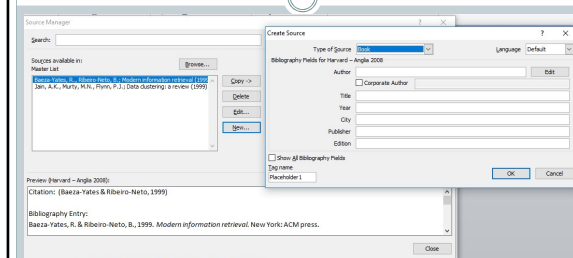 Source Manager
? X
Search:
Sources available in:
Master List
Browse...
Baeza-Yates, R., Ribeiro-Neto, B.; Modern information retrieval (199
Jain, A.K., Murty, M.N., Flynn, P.J.; Data clustering: a review (1999)
Copy ->
Delete
Edit...
New...
Preview (Harvard – Anglia 2008):
Citation: (Baeza-Yates & Ribeiro-Neto, 1999)
Bibliography Entry:
Baeza-Yates, R. & Ribeiro-Neto, B., 1999. Modern information retrieval. New York: ACM press.
Close
Create Source
? X
Type of Source Book
Language Default
Bibliography Fields for Harvard – Anglia 2008
Author
Edit
Corporate Author
Title
Year
City
Publisher
Edition
Show All Bibliography Fields
Tag name
Placeholder1
OK Cancel